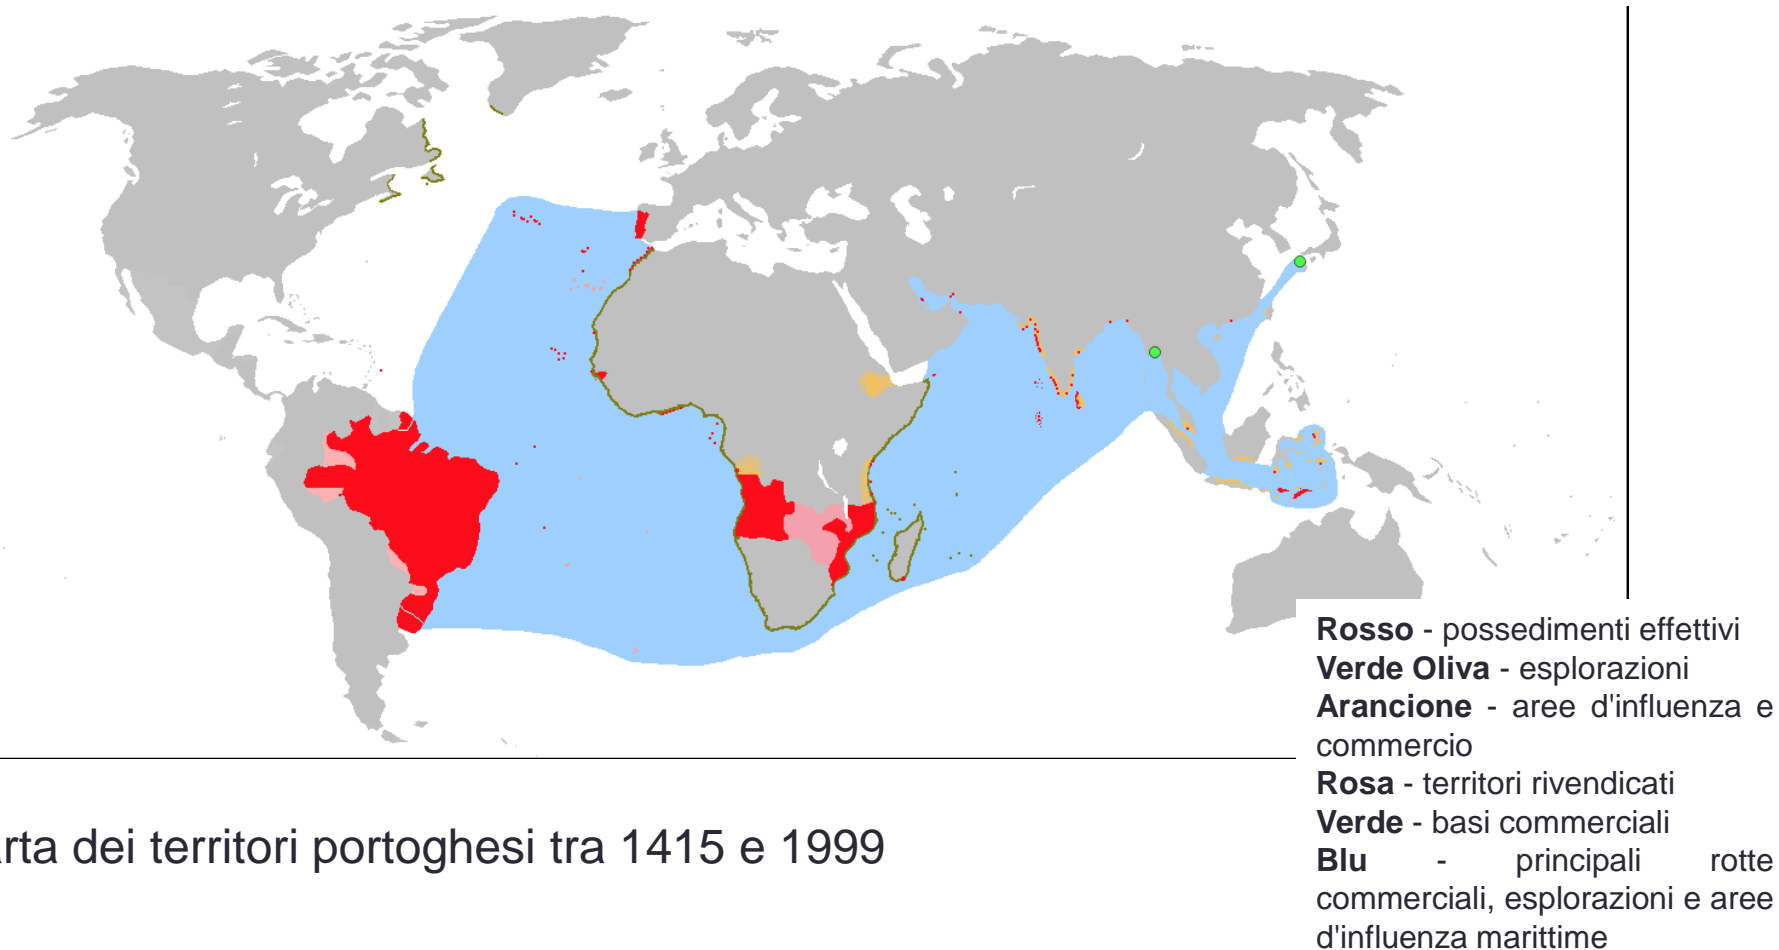 Rosso - possedimenti effettivi
Verde Oliva - esplorazioni
Arancione - aree d'influenza e
commercio
Rosa - territori rivendicati
Verde - basi commerciali
Blu - principali rotte
commerciali, esplorazioni e aree
d'influenza marittime
rta dei territori portoghesi tra 1415 e 1999